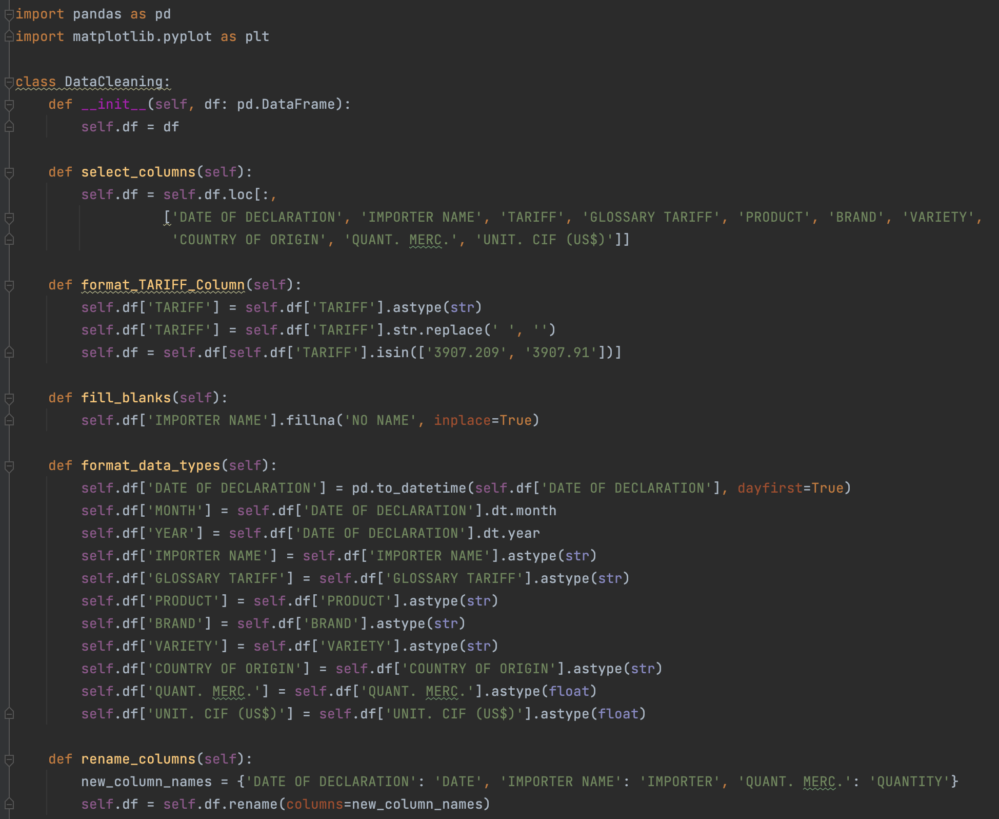 import pandas as pd
import matplotlib.pyplot as plt

class DataCleaning:
    def __init__(self, df: pd.DataFrame):
        self.df = df

    def select_columns(self):
        self.df = self.df.loc[:,
                  ['DATE OF DECLARATION', 'IMPORTER NAME', 'TARIFF', 'GLOSSARY TARIFF', 'PRODUCT', 'BRAND', 'VARIETY',
                   'COUNTRY OF ORIGIN', 'QUANT. MERC.', 'UNIT. CIF (US$)']]

    def format_TARIFF_Column(self):
        self.df['TARIFF'] = self.df['TARIFF'].astype(str)
        self.df['TARIFF'] = self.df['TARIFF'].str.replace(' ', '')
        self.df = self.df[self.df['TARIFF'].isin(['3907.209', '3907.91'])]

    def fill_blanks(self):
        self.df['IMPORTER NAME'].fillna('NO NAME', inplace=True)

    def format_data_types(self):
        self.df['DATE OF DECLARATION'] = pd.to_datetime(self.df['DATE OF DECLARATION'], dayfirst=True)
        self.df['MONTH'] = self.df['DATE OF DECLARATION'].dt.month
        self.df['YEAR'] = self.df['DATE OF DECLARATION'].dt.year
        self.df['IMPORTER NAME'] = self.df['IMPORTER NAME'].astype(str)
        self.df['GLOSSARY TARIFF'] = self.df['GLOSSARY TARIFF'].astype(str)
        self.df['PRODUCT'] = self.df['PRODUCT'].astype(str)
        self.df['BRAND'] = self.df['BRAND'].astype(str)
        self.df['VARIETY'] = self.df['VARIETY'].astype(str)
        self.df['COUNTRY OF ORIGIN'] = self.df['COUNTRY OF ORIGIN'].astype(str)
        self.df['QUANT. MERC.'] = self.df['QUANT. MERC.'].astype(float)
        self.df['UNIT. CIF (US$)'] = self.df['UNIT. CIF (US$)'].astype(float)

    def rename_columns(self):
        new_column_names = {'DATE OF DECLARATION': 'DATE', 'IMPORTER NAME': 'IMPORTER', 'QUANT. MERC.': 'QUANTITY'}
        self.df = self.df.rename(columns=new_column_names)